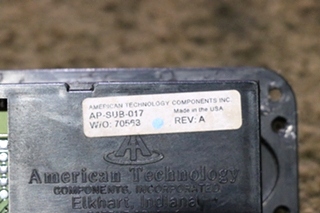 AMERICAN TECHNOLOGY COMPONENTS INC.
AP-SUB-017 Made in the USA
W/O: 70563 REV: A
American Technology
COMPONENTS, INCORPORATED
Elkhart, Indiana